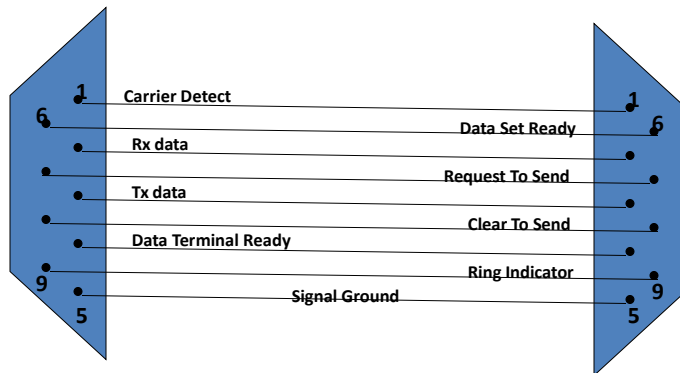 1
Carrier Detect
1
6
6
Data Set Ready
Rx data
Request To Send
Tx data
Clear To Send
Data Terminal Ready
Ring Indicator
9
9
Signal Ground
5
5